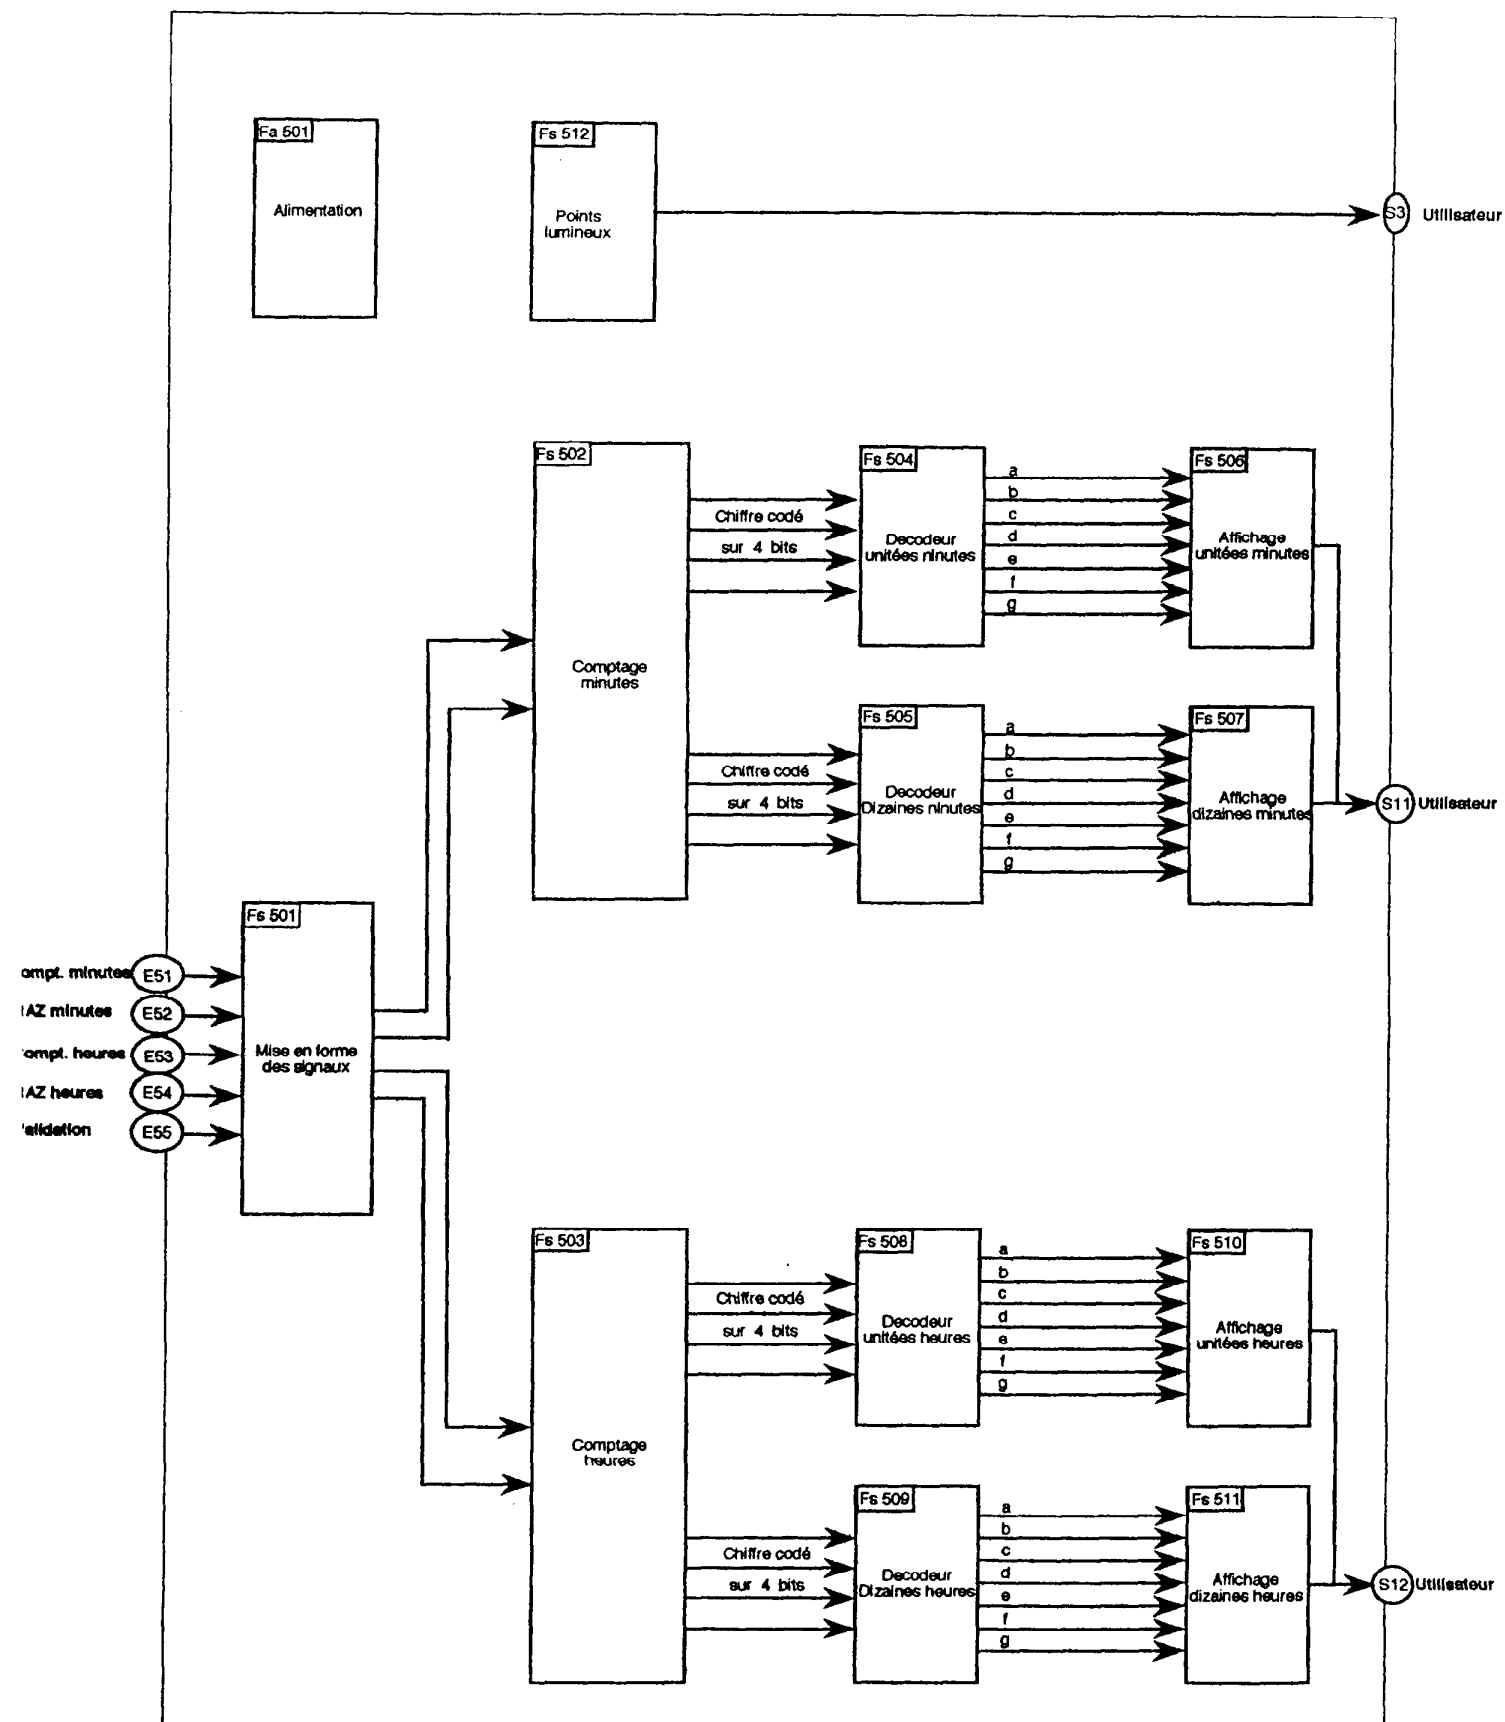 Fa 501
Alimentation
Fs 512
Points
lumineux
S3
Utilisateur
Fs 502
Comptage
minutes
Chiffre codé
sur 4 bits
Fs 504
Decodeur
unitées ninutes
a
b
c
d
e
f
g
Fs 506
Affichage
unitées minutes
Chiffre codé
sur 4 bits
Fs 505
Decodeur
Dizaines ninutes
a
b
c
d
e
f
g
Fs 507
Affichage
dizaines minutes
S11
Utilisateur
Fs 501
Mise en forme
des signaux
ompt. minutes
E51
AZ minutes
E52
ompt. heures
E53
AZ heures
E54
alidation
E55
Fs 503
Comptage
heures
Chiffre codé
sur 4 bits
Fs 508
Decodeur
unitées heures
a
b
c
d
e
f
g
Fs 510
Affichage
unitées heures
Chiffre codé
sur 4 bits
Fs 509
Decodeur
Dizaines heures
a
b
c
d
e
f
g
Fs 511
Affichage
dizaines heures
S12
Utilisateur